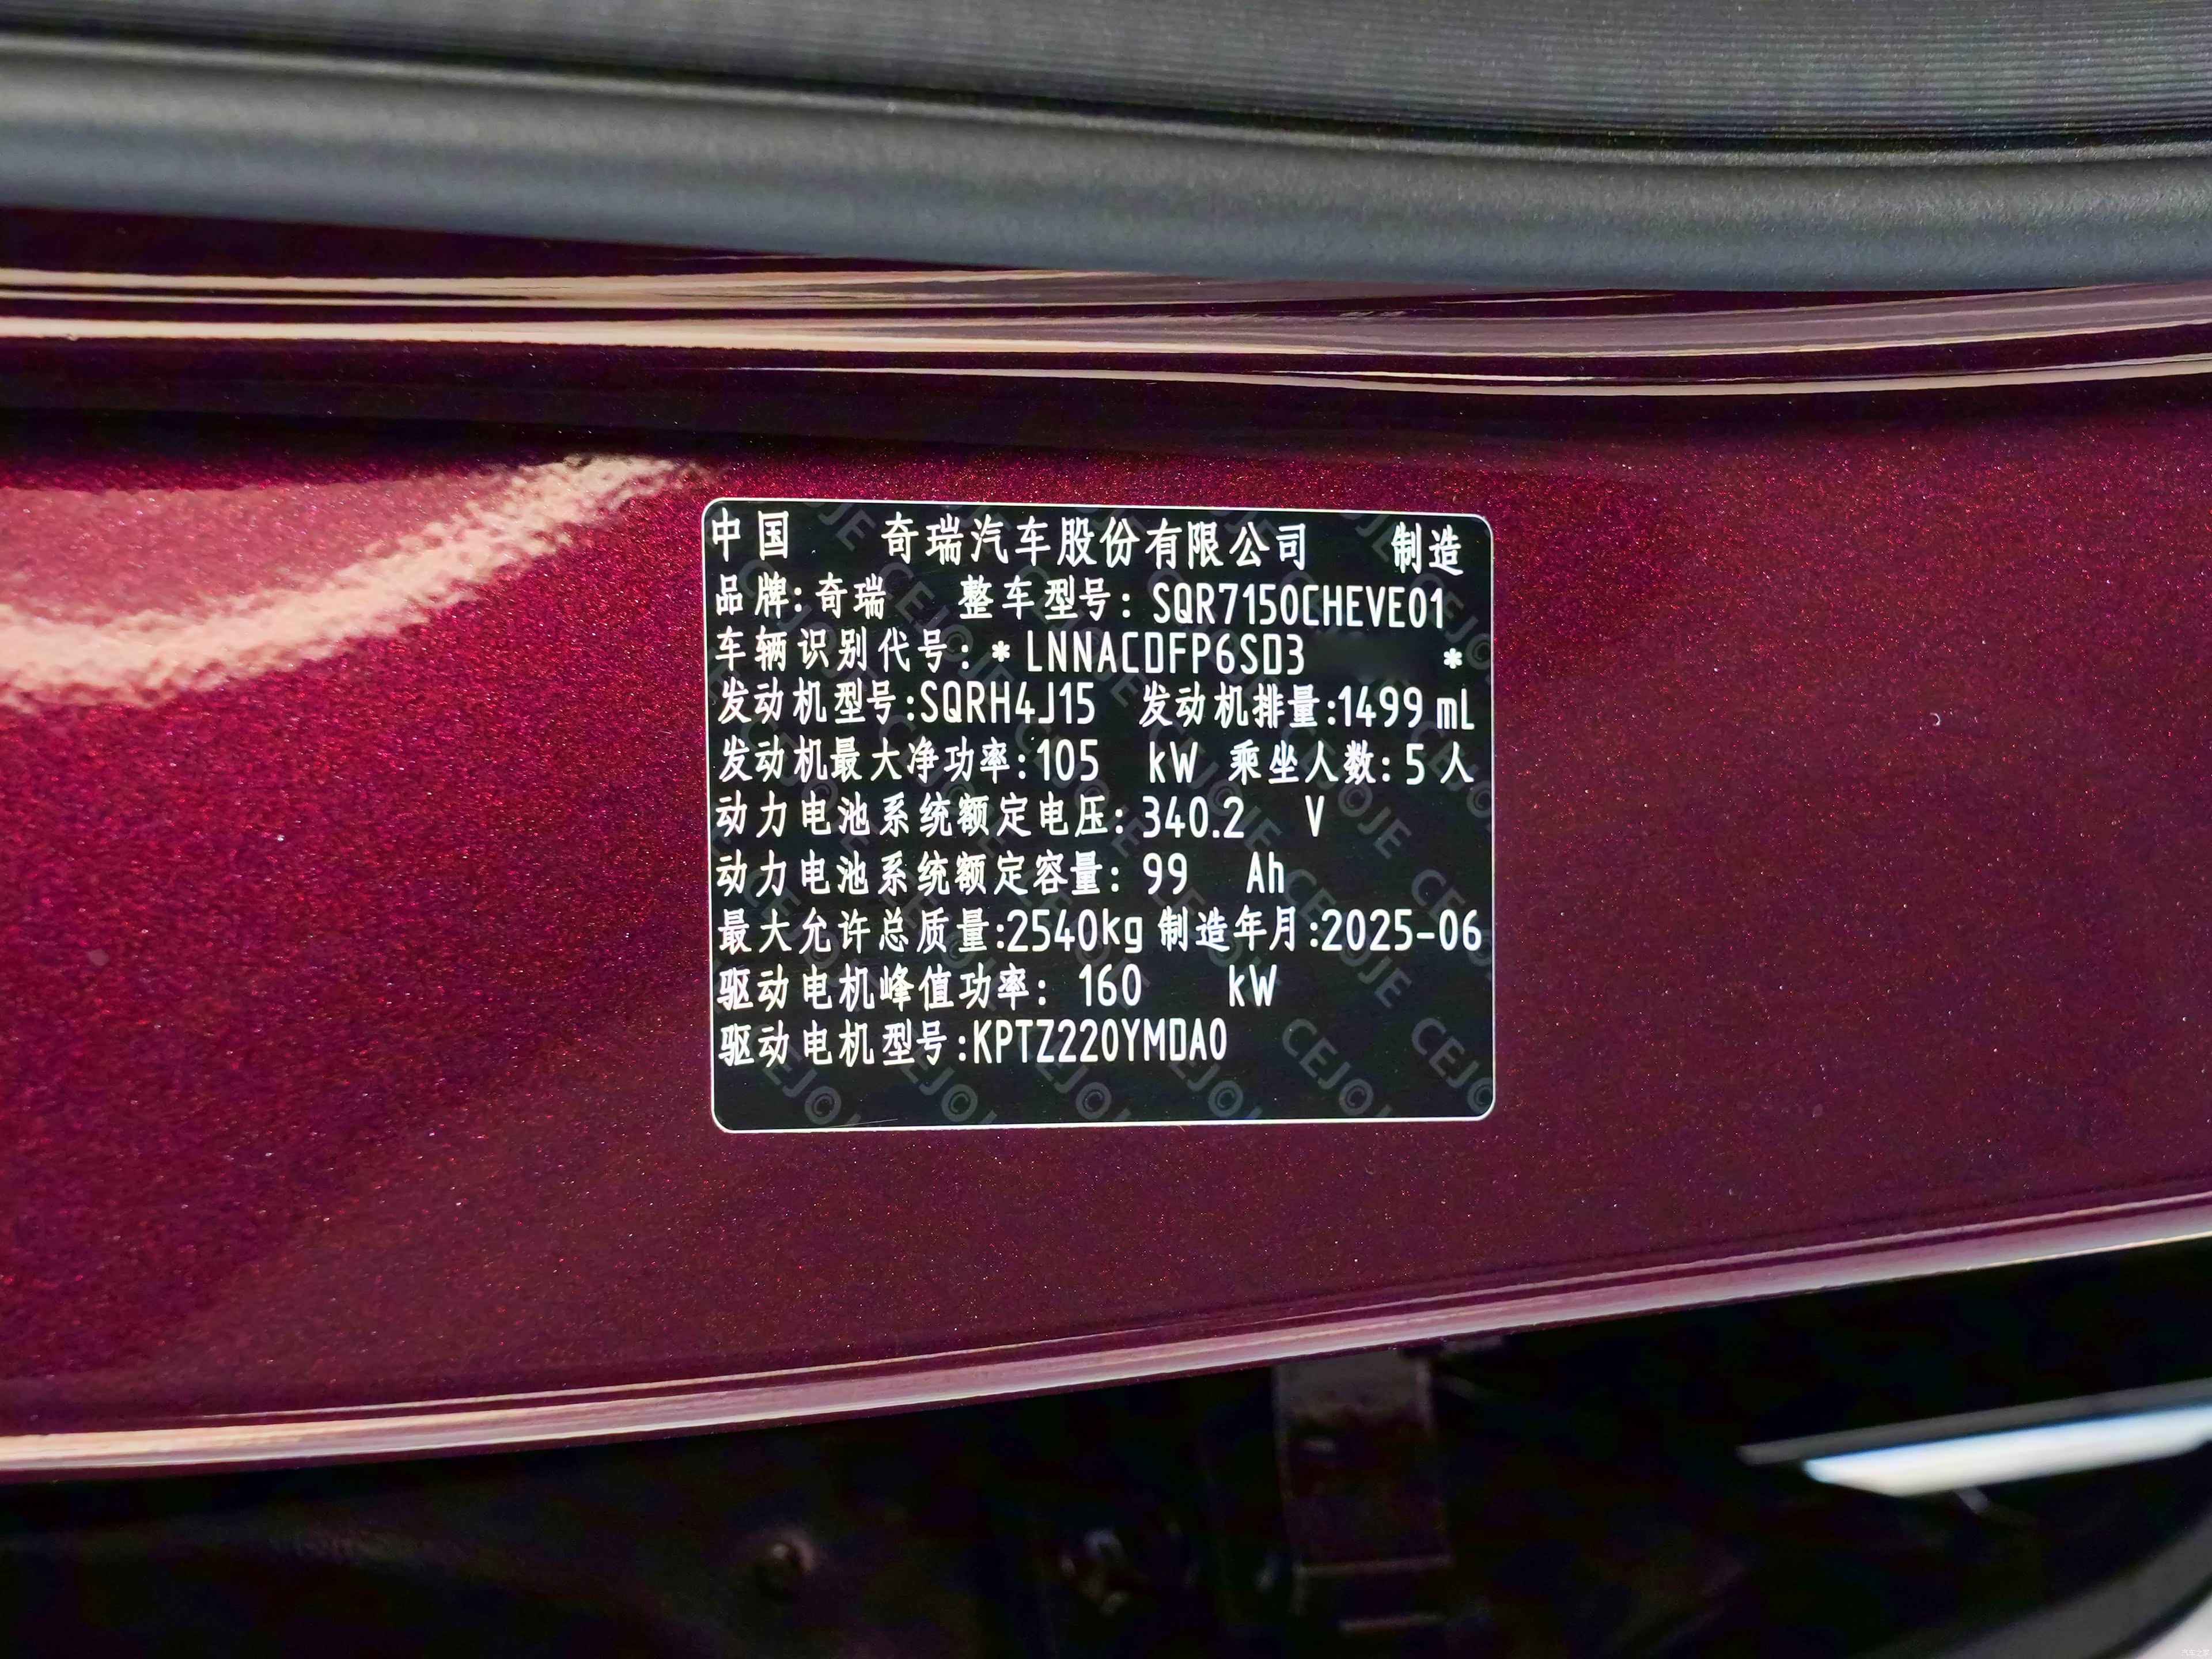 中国 奇瑞汽车股份有限公司 制造
品牌:奇瑞 整车型号:SQR7150CHEVE01
车辆识别代号:*LNNACDFP6SD3 *
发动机型号:SQRH4J15 发动机排量:1499 mL
发动机最大净功率:105 kW 乘坐人数:5人
动力电池系统额定电压:340.2 V
动力电池系统额定容量:99 Ah
最大允许总质量:2540kg 制造年月:2025-06
驱动电机峰值功率: 160 kW
驱动电机型号:KPTZ220YMDA0